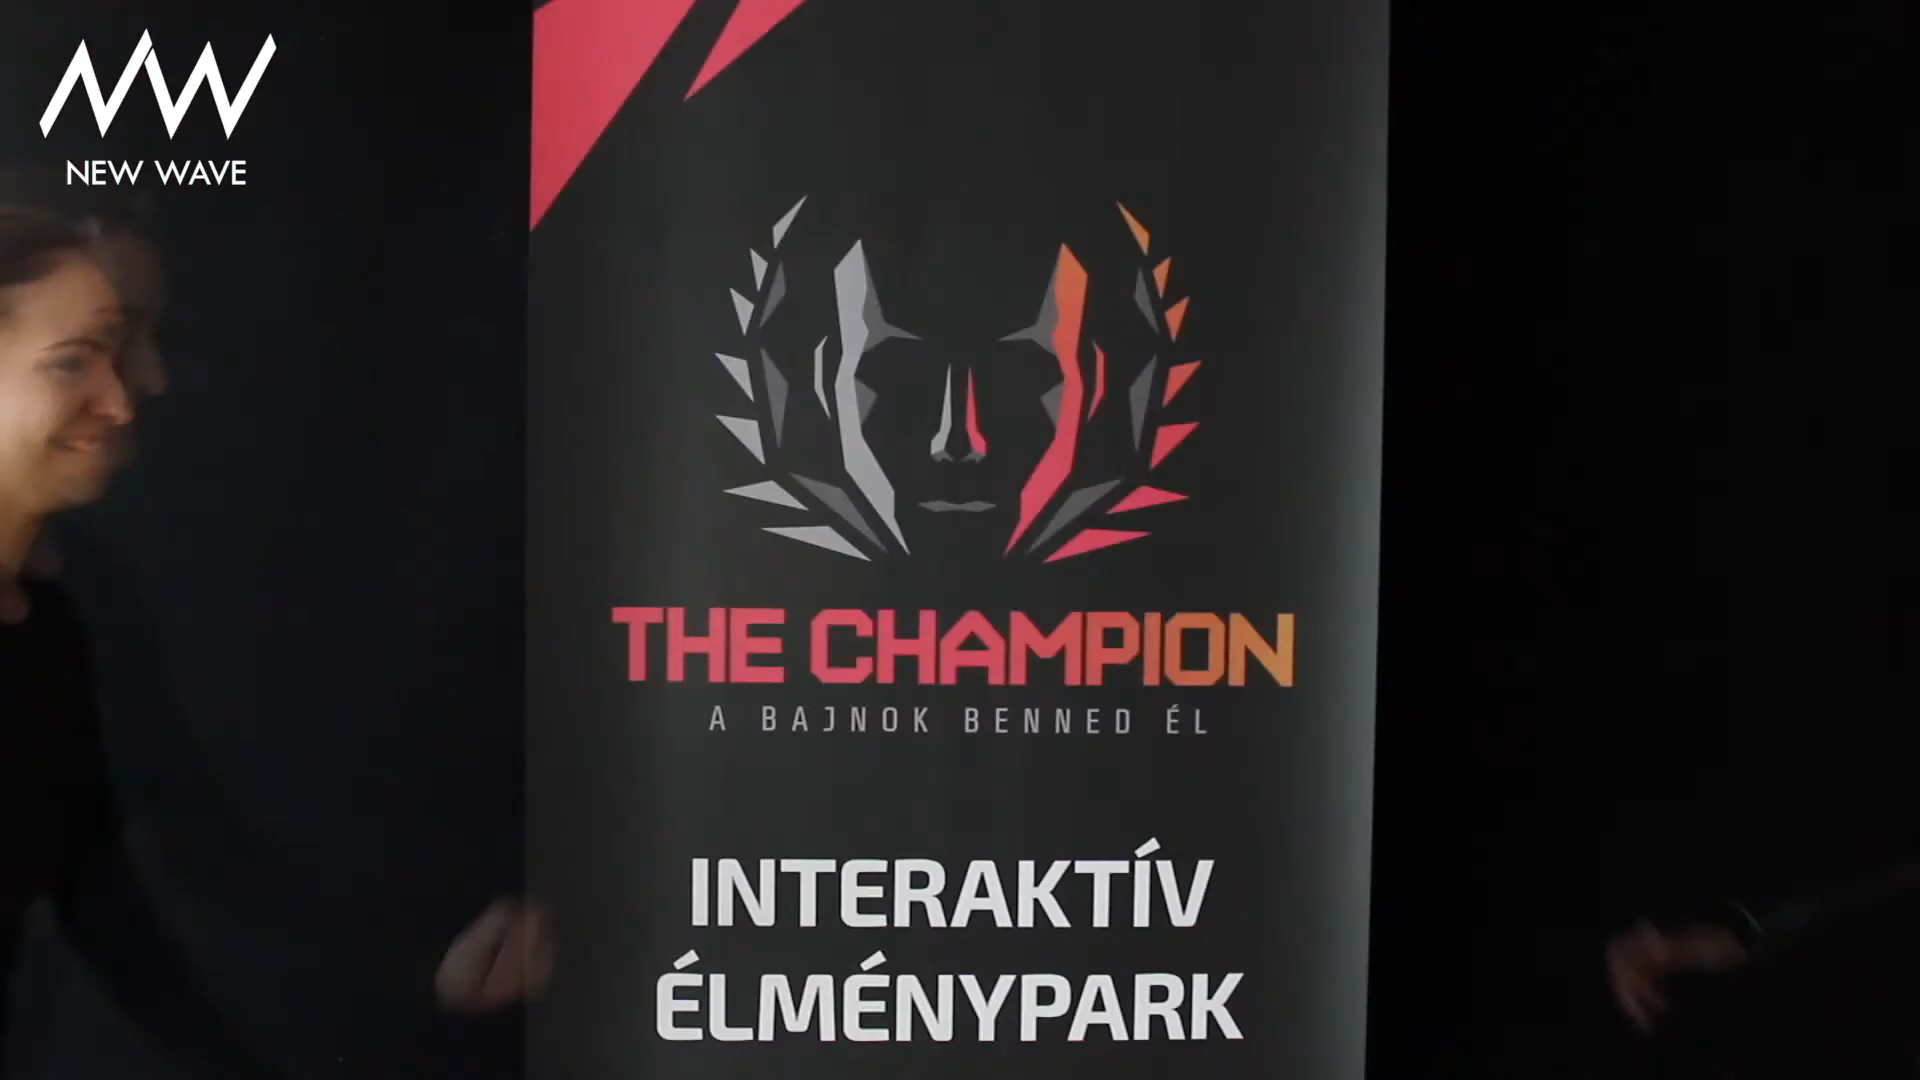 NEW WAVE
THE CHAMPION
A BAJNOK BENNED ÉL
INTERAKTÍV
ÉLMÉNYPARK